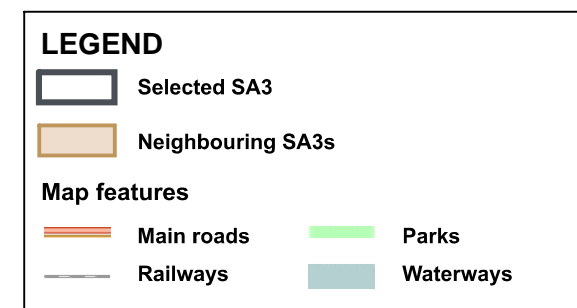 LEGEND
Selected SA3
Neighbouring SA3s
Map features
Main roads
Parks
Railways
Waterways